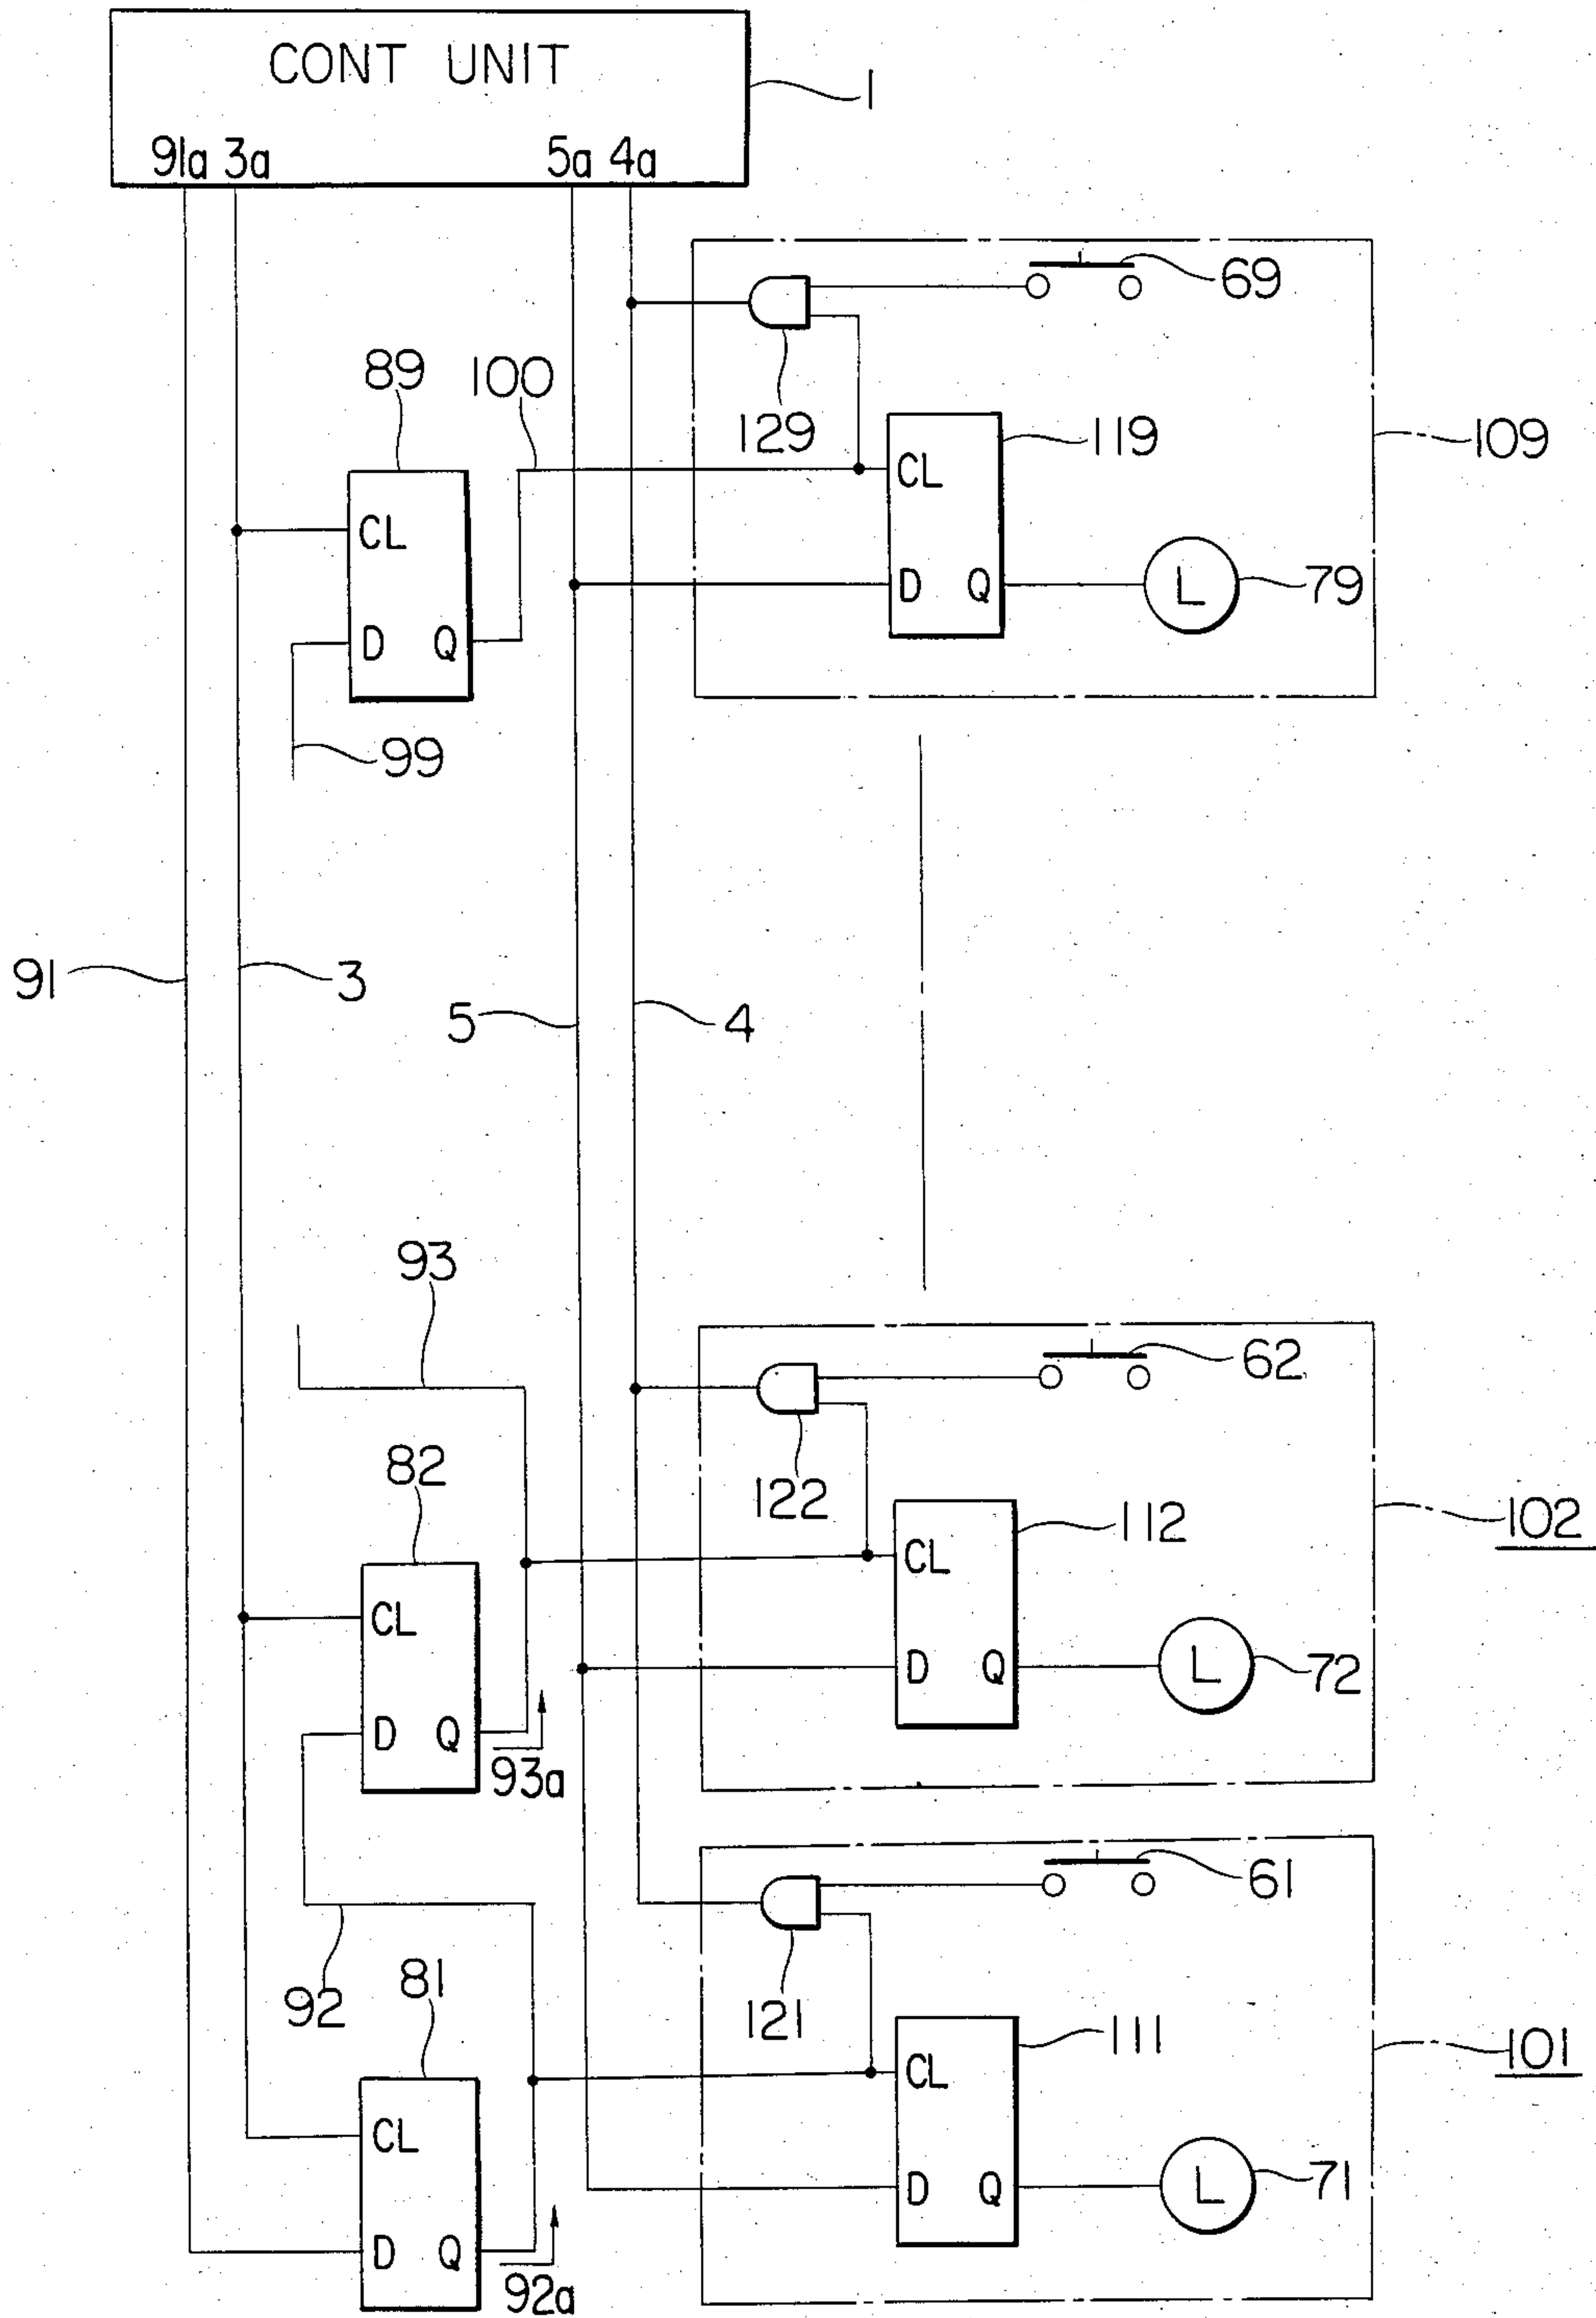 CONT UNIT
1
91a 3a 5a 4a
69
89 100
129 119 109
CL
CL
D Q L 79
D Q
99
91 3
5 4
93
62
82
122 112 102
CL
CL
D Q L 72
D Q
93a
61
92 81
121 111 101
CL
CL
D Q L 71
D Q
92a